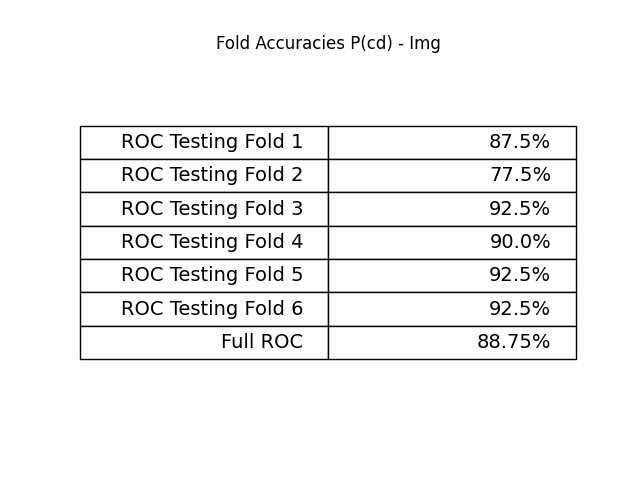 Fold Accuracies P(cd) - Img
ROC Testing Fold 1 87.5%
ROC Testing Fold 2 77.5%
ROC Testing Fold 3 92.5%
ROC Testing Fold 4 90.0%
ROC Testing Fold 5 92.5%
ROC Testing Fold 6 92.5%
Full ROC 88.75%